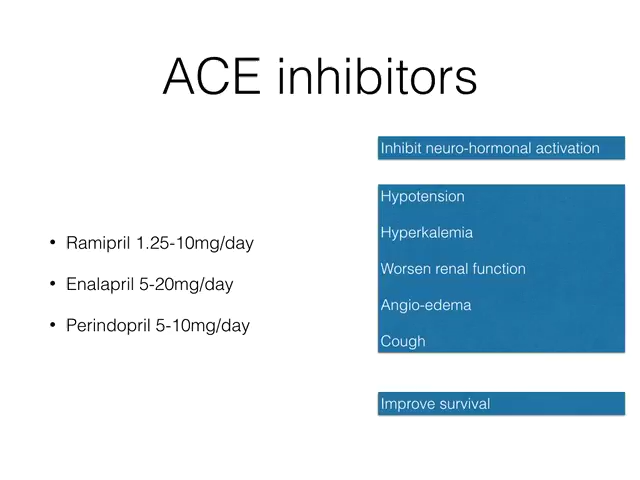 ACE inhibitors
• Ramipril 1.25-10mg/day
• Enalapril 5-20mg/day
• Perindopril 5-10mg/day
Inhibit neuro-hormonal activation
Hypotension
Hyperkalemia
Worsen renal function
Angio-edema
Cough
Improve survival